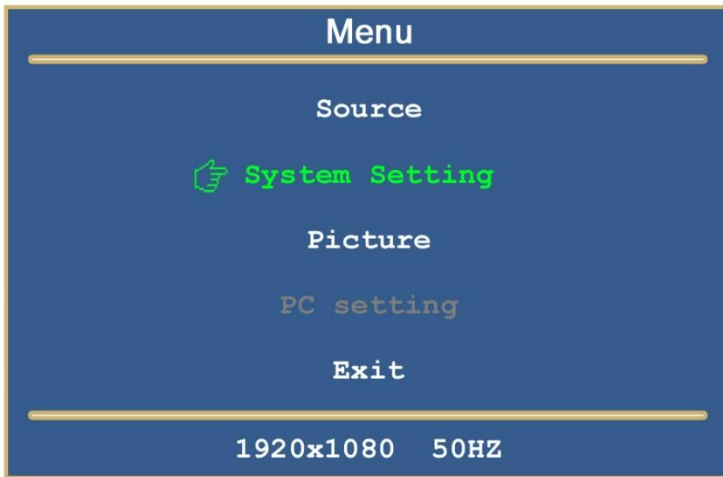 Menu
Source
System Setting
Picture
PC setting
Exit
1920x1080 50HZ